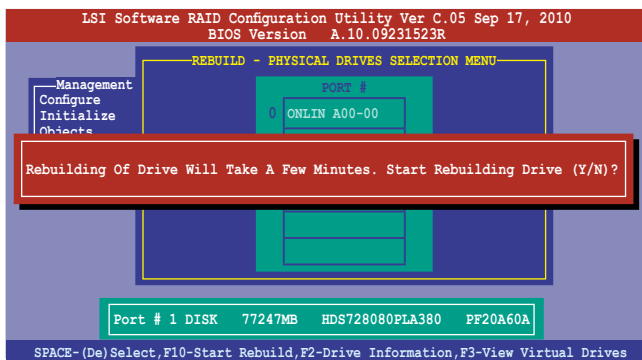 LSI Software RAID Configuration Utility Ver C.05 Sep 17, 2010
BIOS Version A.10.09231523R
REBUILD - PHYSICAL DRIVES SELECTION MENU
Management
PORT #
Configure
Initialize
0 ONLIN A00-00
Objects
Rebuilding Of Drive Will Take A Few Minutes. Start Rebuilding Drive (Y/N)?
Port # 1 DISK 77247MB HDS728080PLA380 PF20A60A
SPACE-(De)Select,F10-Start Rebuild,F2-Drive Information,F3-View Virtual Drives